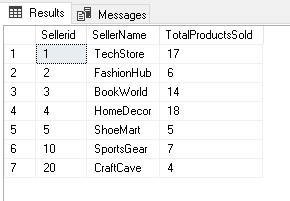 Results Messages
Sellerid SellerName TotalProductsSold
1 1 TechStore 17
2 2 FashionHub 6
3 3 BookWorld 14
4 4 HomeDecor 18
5 5 ShoeMart 5
6 10 SportsGear 7
7 20 CraftCave 4